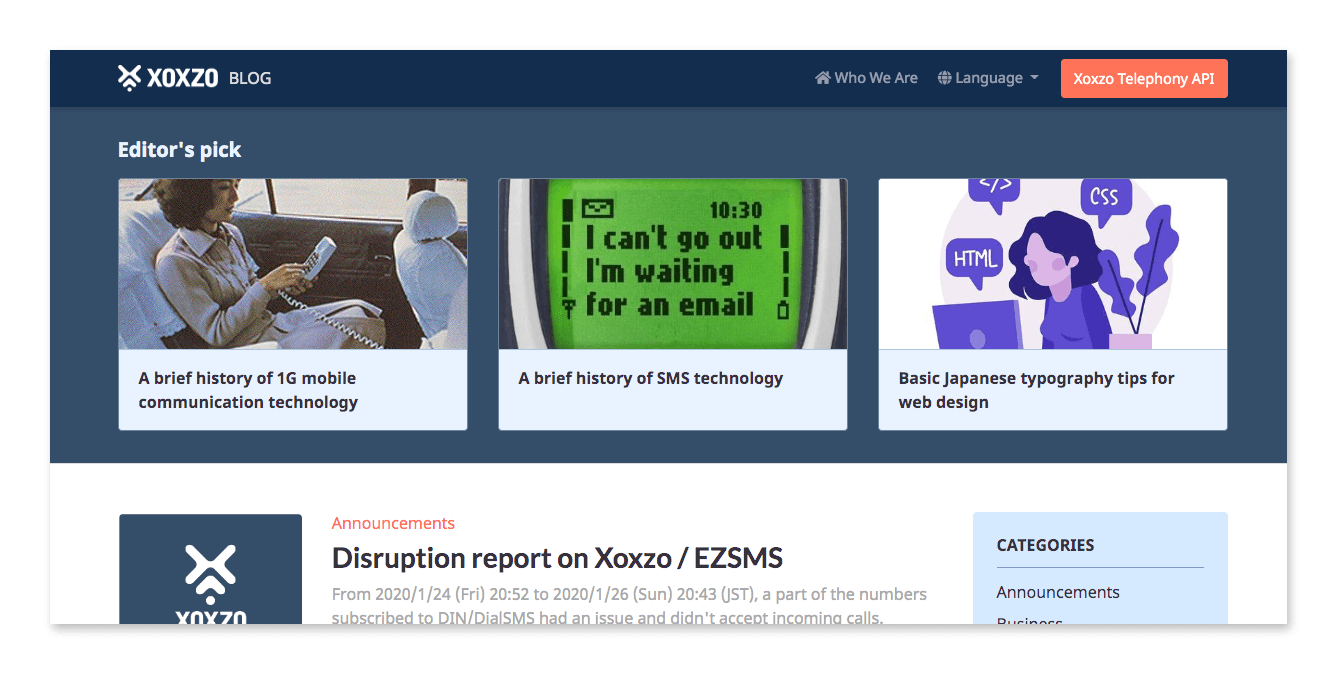 XOXZO BLOG
Who We Are
Language
Xoxzo Telephony API
Editor's pick
10:30
I can't go out
I'm waiting
for an email
</>
CSS
HTML
A brief history of 1G mobile
communication technology
A brief history of SMS technology
Basic Japanese typography tips for
web design
XOXZO
Announcements
Disruption report on Xoxzo / EZSMS
From 2020/1/24 (Fri) 20:52 to 2020/1/26 (Sun) 20:43 (JST), a part of the numbers
subscribed to DIN/DialSMS had an issue and didn't accept incoming calls.
CATEGORIES
Announcements
Business